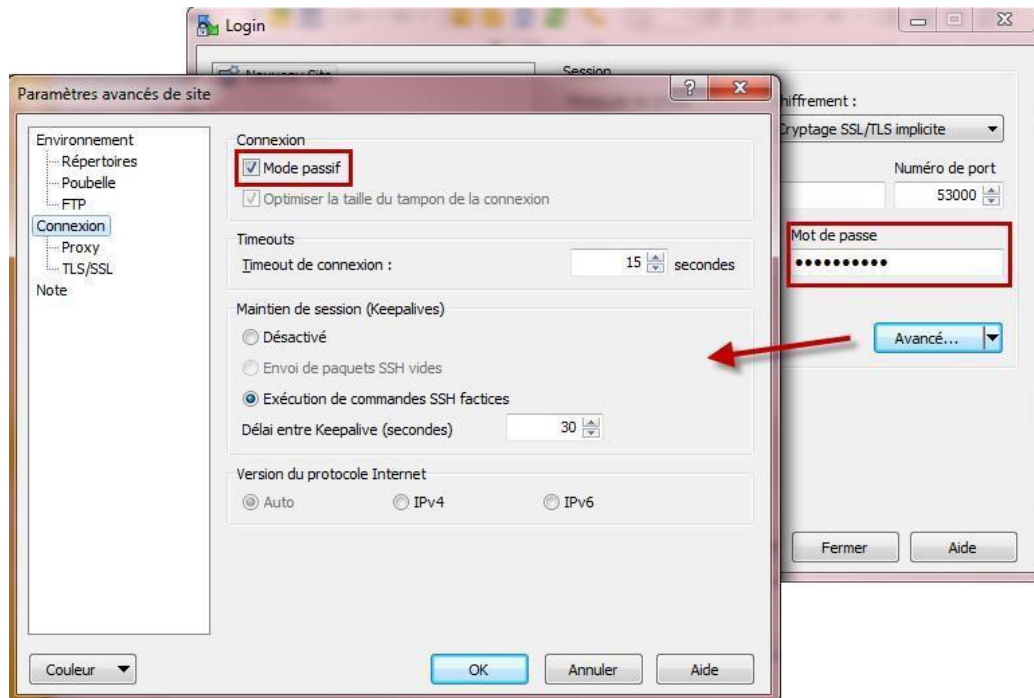 Login
Nouveau Site
Session
Paramètres avancés de site
hiffrement :
Cryptage SSL/TLS implicite
Numéro de port
53000
Mot de passe
••••••••••
Avancé...
Fermer
Aide
Environnement
Répertoires
Poubelle
FTP
Connexion
Proxy
TLS/SSL
Note
Connexion
Mode passif
Optimiser la taille du tampon de la connexion
Timeouts
Timeout de connexion :
15 secondes
Maintien de session (Keepalives)
Désactivé
Envoi de paquets SSH vides
Exécution de commandes SSH factices
Délai entre Keepalive (secondes)
30
Version du protocole Internet
Auto IPv4 IPv6
Couleur
OK Annuler Aide